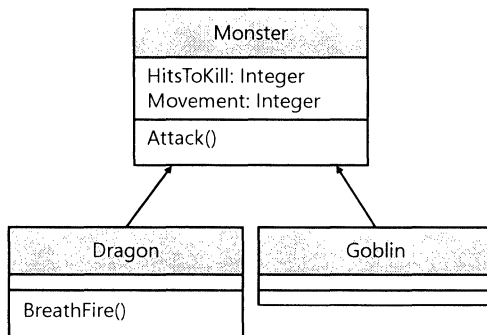 Monster
HitsToKill: Integer
Movement: Integer
Attack()
Dragon
Goblin
BreathFire()